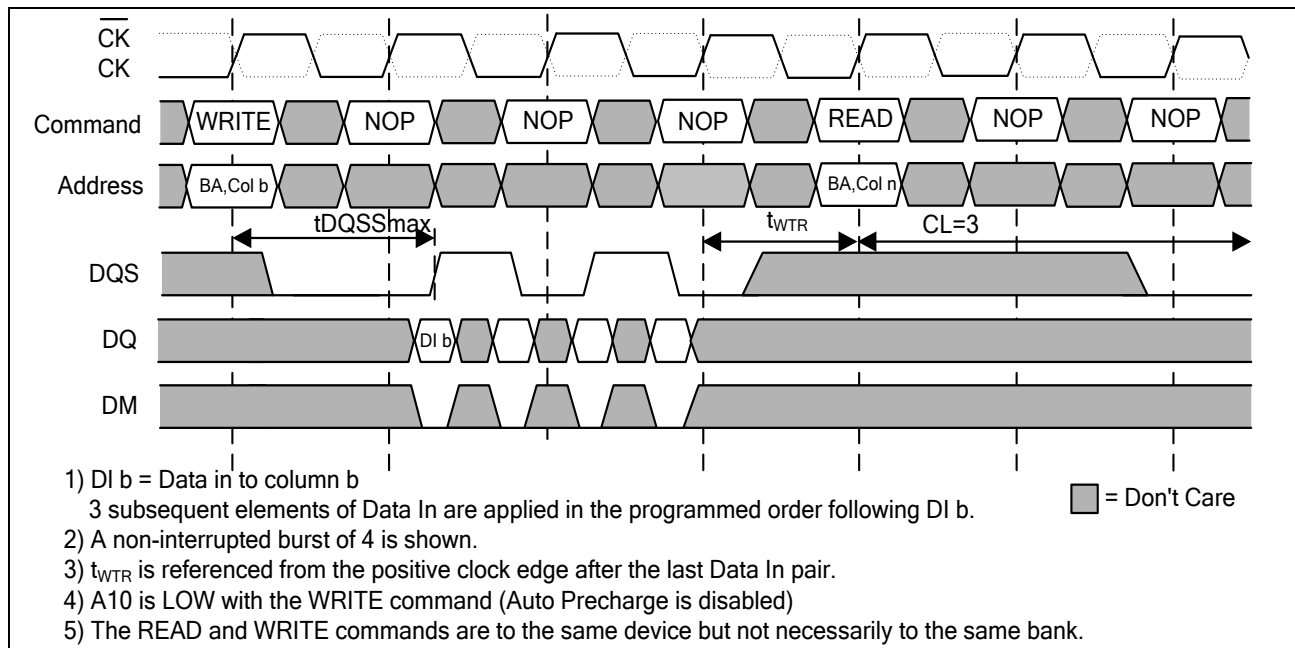 CK
CK
Command WRITE NOP NOP NOP READ NOP NOP
Address BA,Col b BA,Col n
tDQSSmax tWTR CL=3
DQS
DQ DI b
DM
1) DI b = Data in to column b
3 subsequent elements of Data In are applied in the programmed order following DI b.
= Don't Care
2) A non-interrupted burst of 4 is shown.
3) tWTR is referenced from the positive clock edge after the last Data In pair.
4) A10 is LOW with the WRITE command (Auto Precharge is disabled)
5) The READ and WRITE commands are to the same device but not necessarily to the same bank.